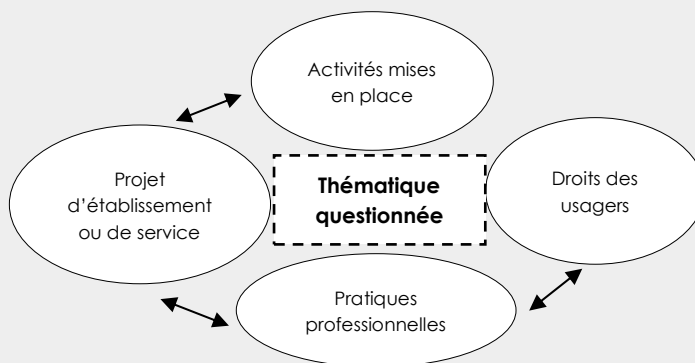 Activités mises
en place
Projet
d’établissement
ou de service
Thématique
questionnée
Droits des
usagers
Pratiques
professionnelles